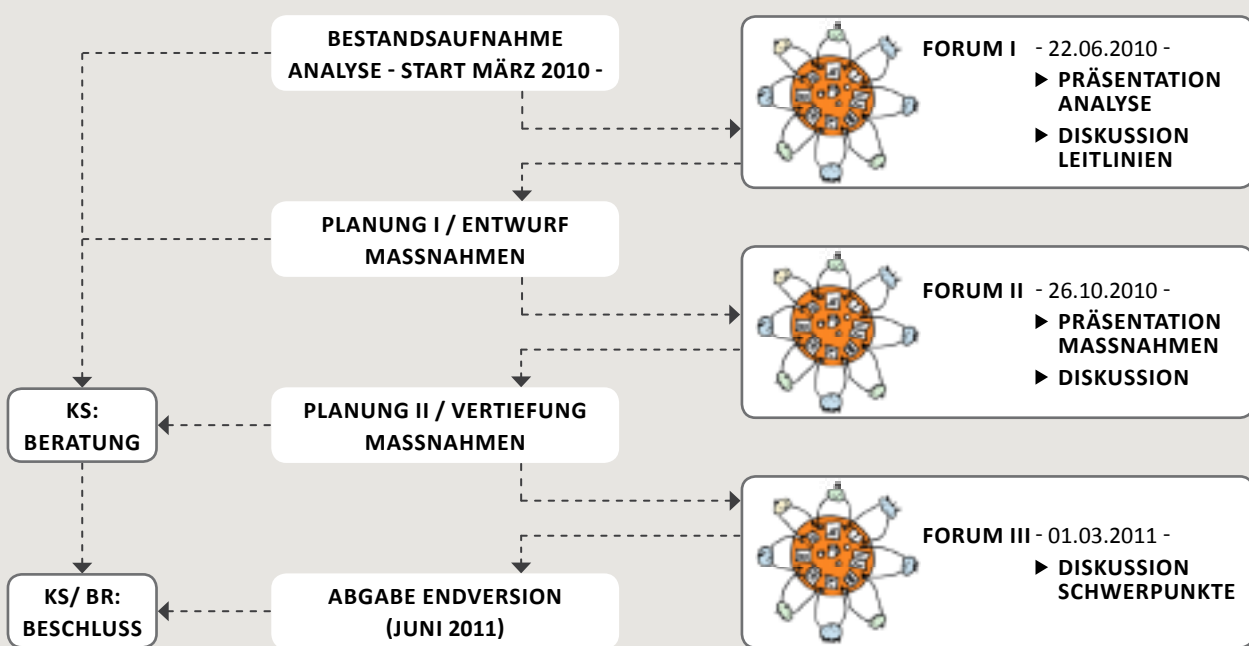 BESTANDSAUFNAHME
ANALYSE - START MÄRZ 2010 -
FORUM I - 22.06.2010 -
▶ PRÄSENTATION
ANALYSE
▶ DISKUSSION
LEITLINIEN
PLANUNG I / ENTWURF
MASSNAHMEN
FORUM II - 26.10.2010 -
▶ PRÄSENTATION
MASSNAHMEN
▶ DISKUSSION
KS:
BERATUNG
PLANUNG II / VERTIEFUNG
MASSNAHMEN
FORUM III - 01.03.2011 -
▶ DISKUSSION
SCHWERPUNKTE
KS/ BR:
BESCHLUSS
ABGABE ENDVERSION
(JUNI 2011)